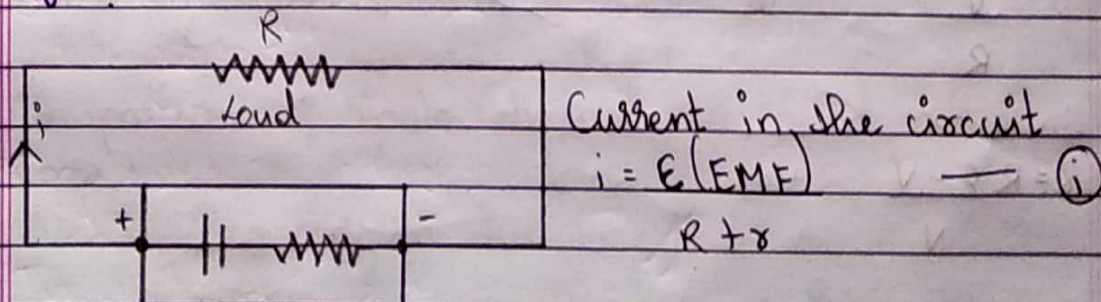 R
Load
i
Current in the circuit
i = ε(EMF) — (i)
R + r
+ -